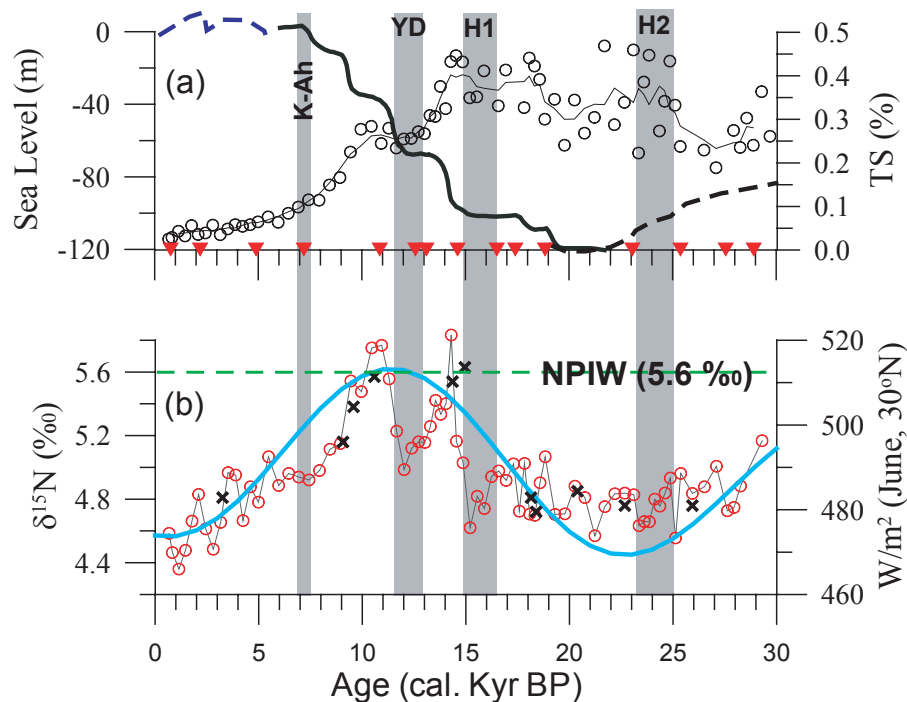 YD H1 H2
K-Ah
(a)
Sea Level (m)
0
-40
-80
-120
0.5
0.4
0.3
0.2
0.1
0.0
TS (%)
NPIW (5.6 ‰)
(b)
δ¹⁵N (‰)
5.6
5.2
4.8
4.4
520
500
480
460
W/m² (June, 30ºN)
0 5 10 15 20 25 30
Age (cal. Kyr BP)